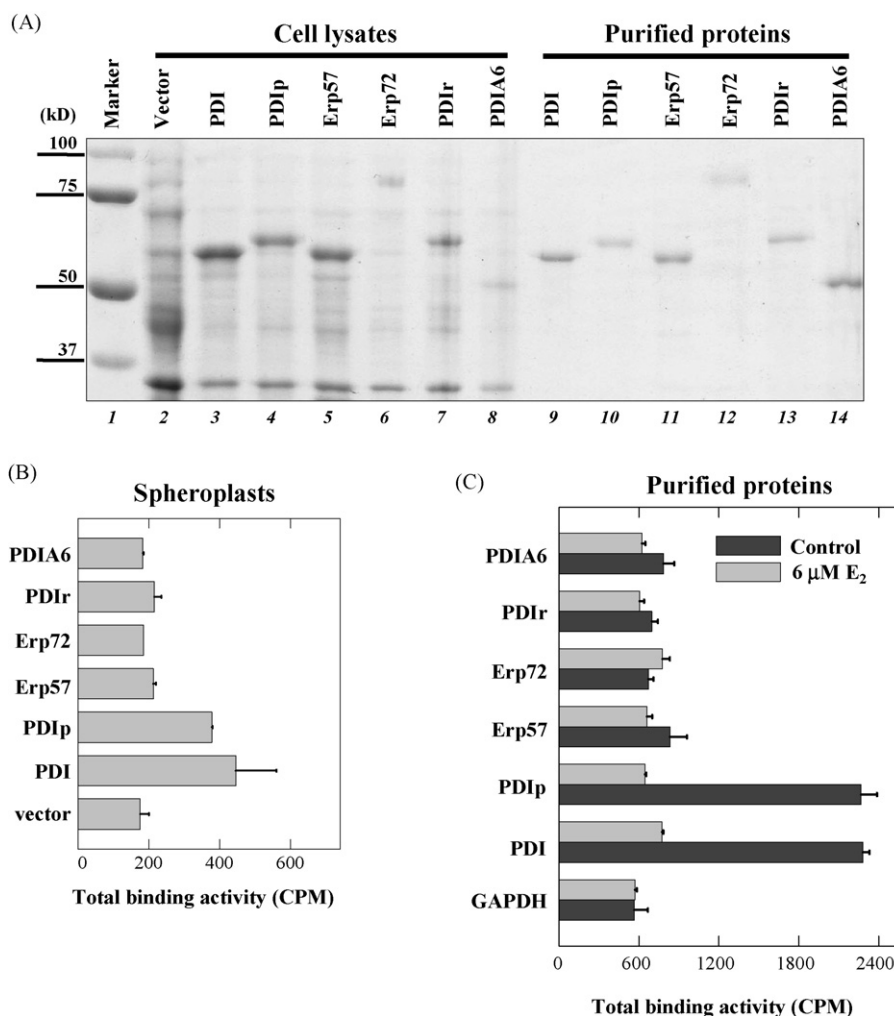 (A)
Cell lysates
Purified proteins
(kD)
Marker
Vector
PDI
PDIp
Erp57
Erp72
PDIr
PDIA6
PDI
PDIp
Erp57
Erp72
PDIr
PDIA6
100
75
50
37
1 2 3 4 5 6 7 8 9 10 11 12 13 14
(B)
Spheroplasts
PDIA6
PDIr
Erp72
Erp57
PDIp
PDI
vector
0 200 400 600
Total binding activity (CPM)
(C)
Purified proteins
Control
6 μM E₂
PDIA6
PDIr
Erp72
Erp57
PDIp
PDI
GAPDH
0 600 1200 1800 2400
Total binding activity (CPM)